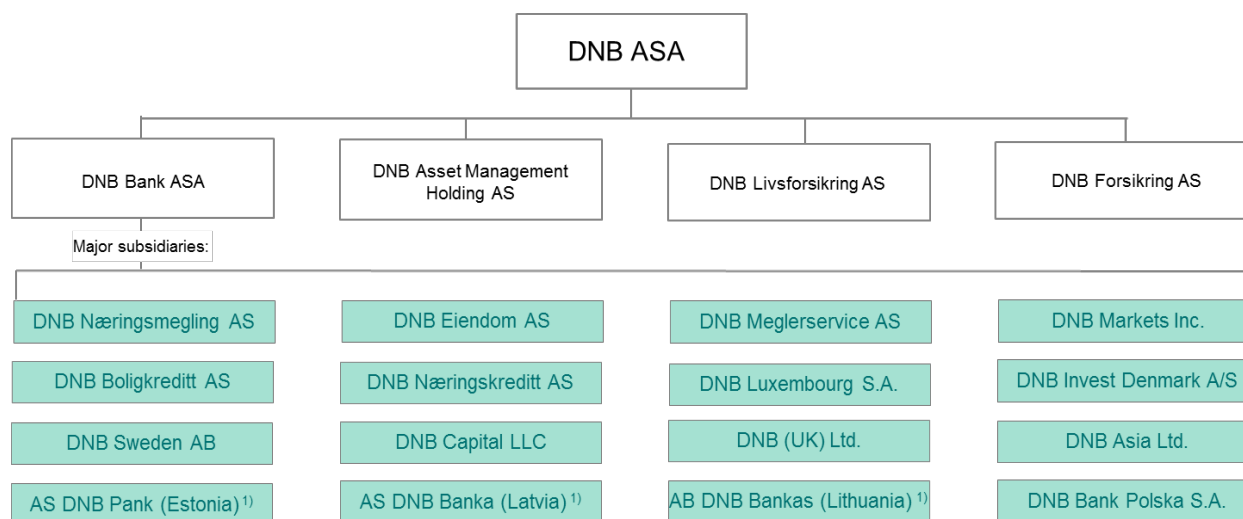 DNB ASA
DNB Bank ASA
DNB Asset Management
Holding AS
DNB Livsforsikring AS
DNB Forsikring AS
Major subsidiaries:
DNB Næringsmegling AS
DNB Eiendom AS
DNB Meglerservice AS
DNB Markets Inc.
DNB Boligkreditt AS
DNB Næringskreditt AS
DNB Luxembourg S.A.
DNB Invest Denmark A/S
DNB Sweden AB
DNB Capital LLC
DNB (UK) Ltd.
DNB Asia Ltd.
AS DNB Pank (Estonia) 1)
AS DNB Banka (Latvia) 1)
AB DNB Bankas (Lithuania) 1)
DNB Bank Polska S.A.